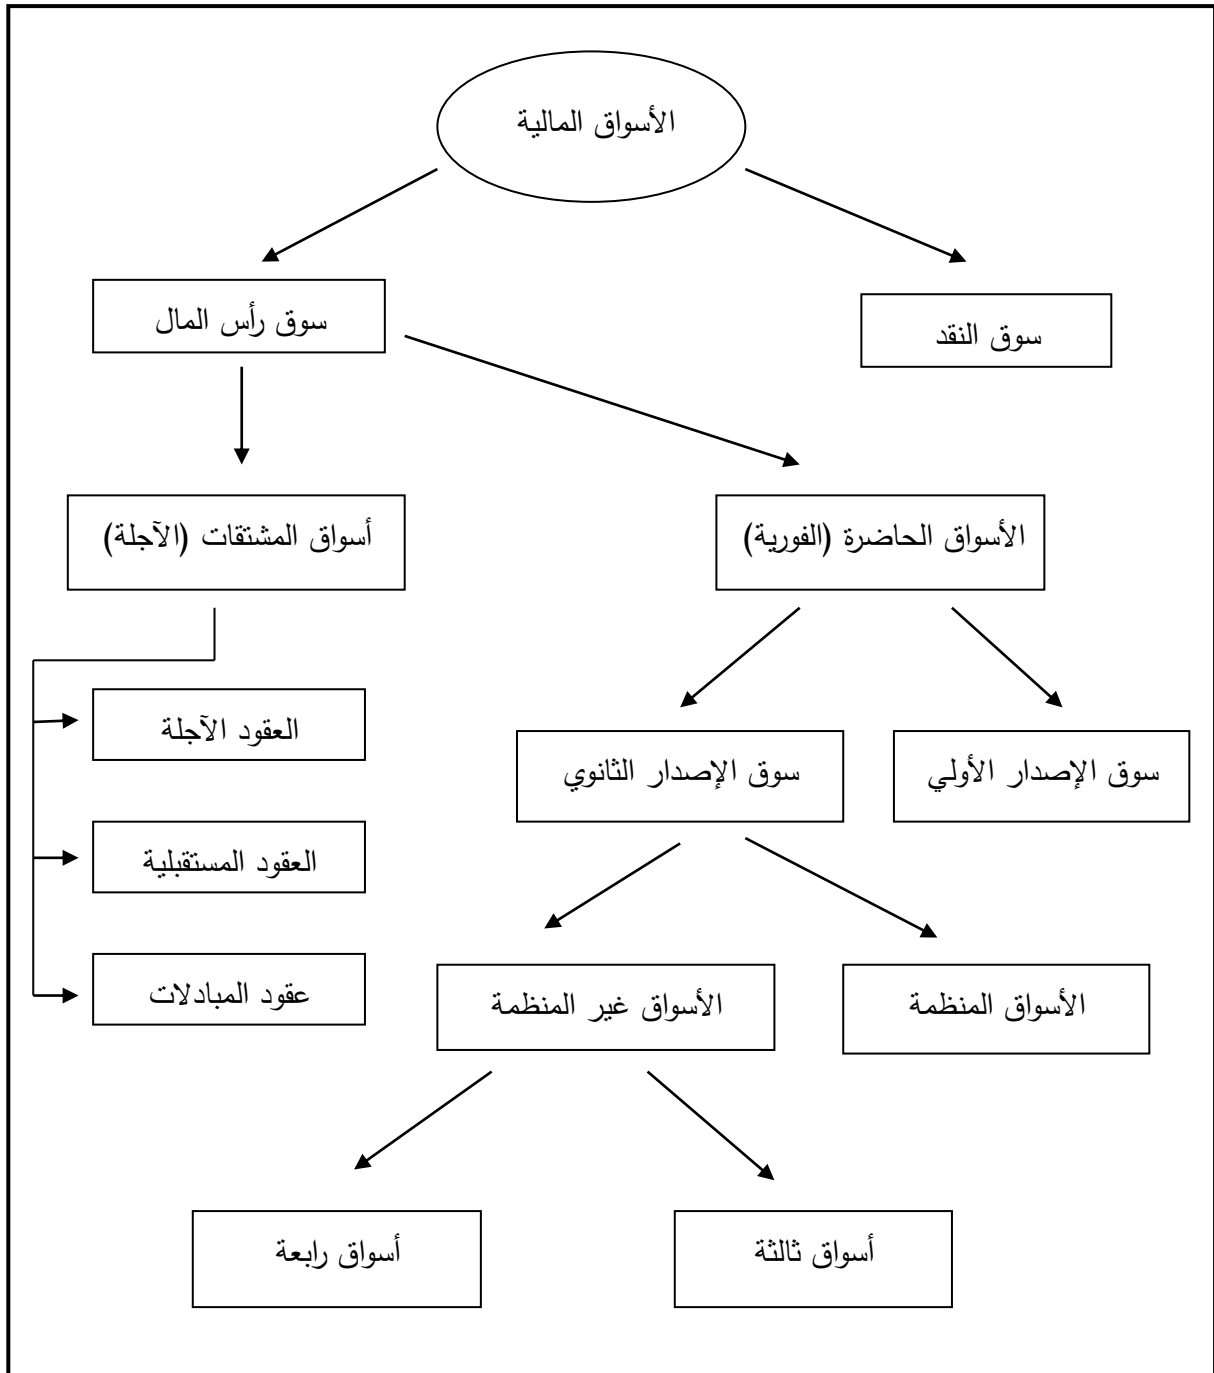 الأسواق المالية
سوق النقد
سوق رأس المال
الأسواق الحاضرة (الفورية)
أسواق المشتقات (الآجلة)
العقود الآجلة
سوق الإصدار الأولي
سوق الإصدار الثانوي
العقود المستقبلية
الأسواق المنظمة
الأسواق غير المنظمة
عقود المبادلات
أسواق ثالثة
أسواق رابعة